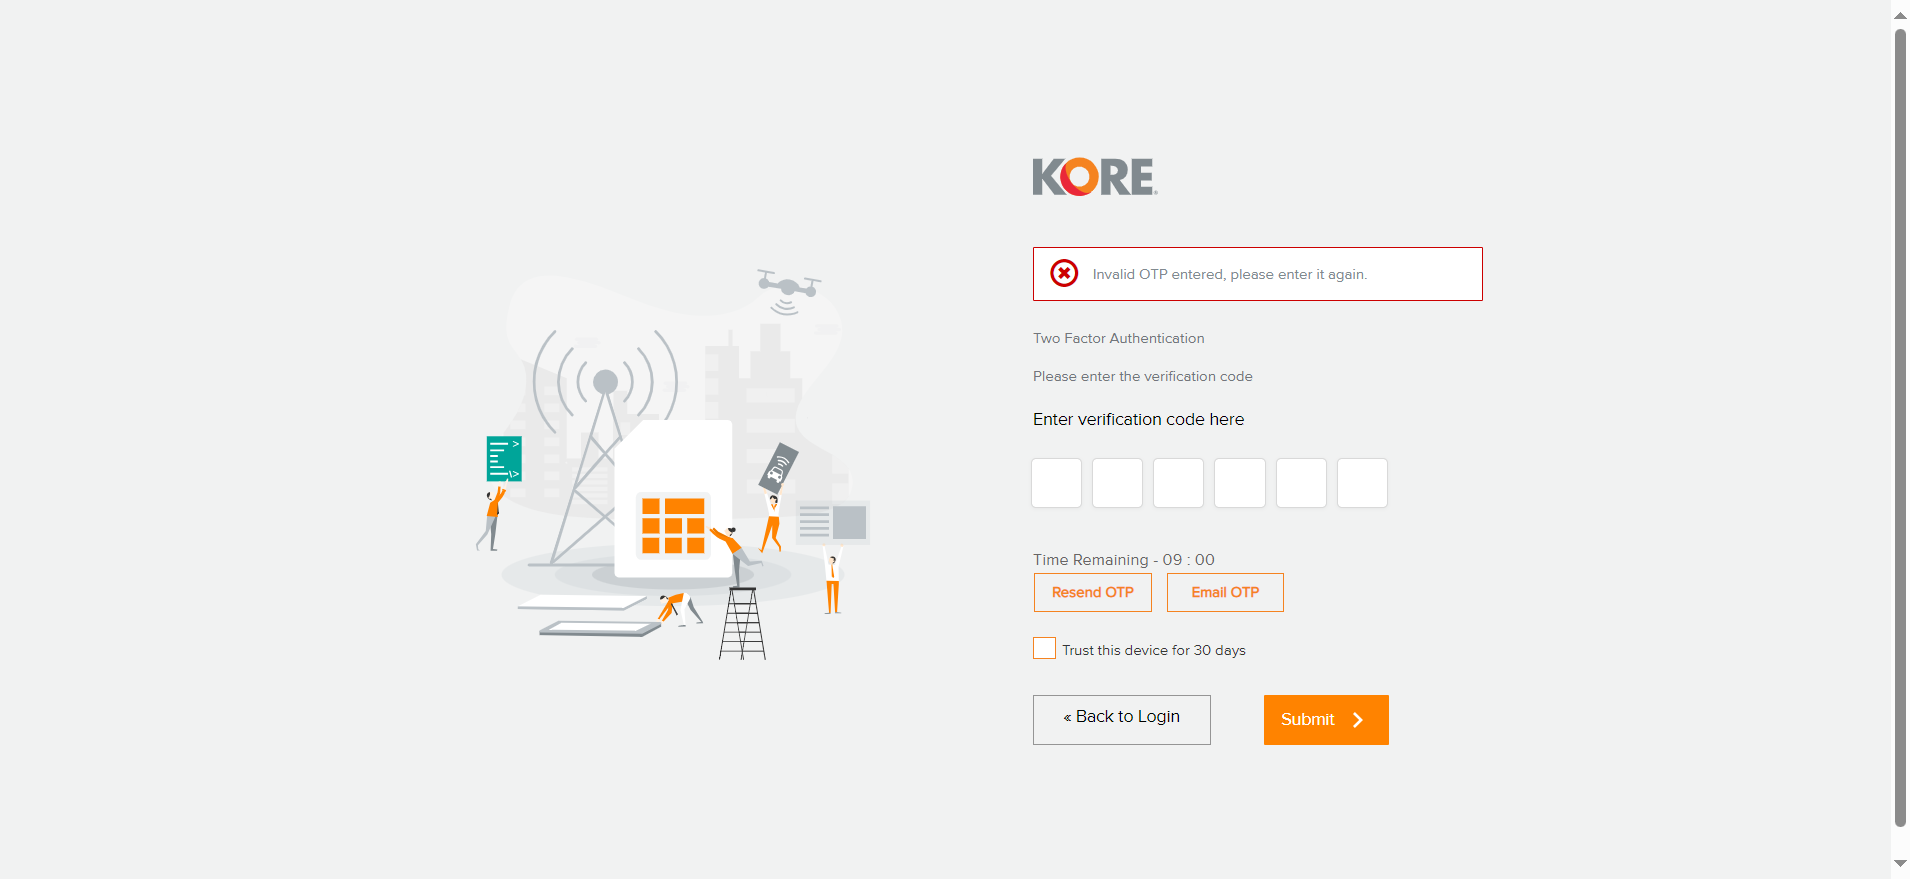 KORE
Invalid OTP entered, please enter it again.
Two Factor Authentication
Please enter the verification code
Enter verification code here
Time Remaining - 09 : 00
Resend OTP Email OTP
Trust this device for 30 days
« Back to Login Submit